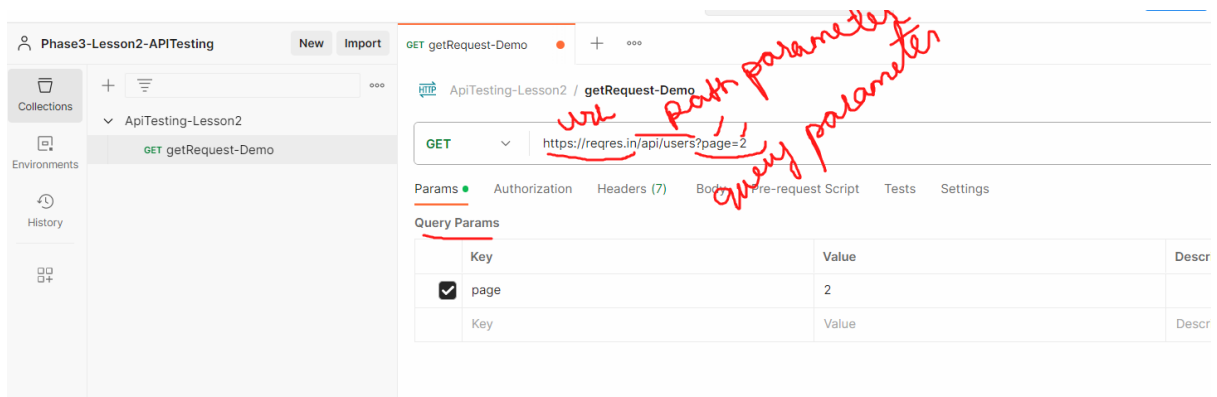 Phase3-Lesson2-APITesting New Import GET getRequest-Demo
Collections
ApiTesting-Lesson2
GET getRequest-Demo
Environments
History
HTTP ApiTesting-Lesson2 / getRequest-Demo
url path parameter
query parameter
GET https://reqres.in/api/users?page=2
Params Authorization Headers (7) Body Pre-request Script Tests Settings
Query Params
Key Value Descr
page 2
Key Value Descr